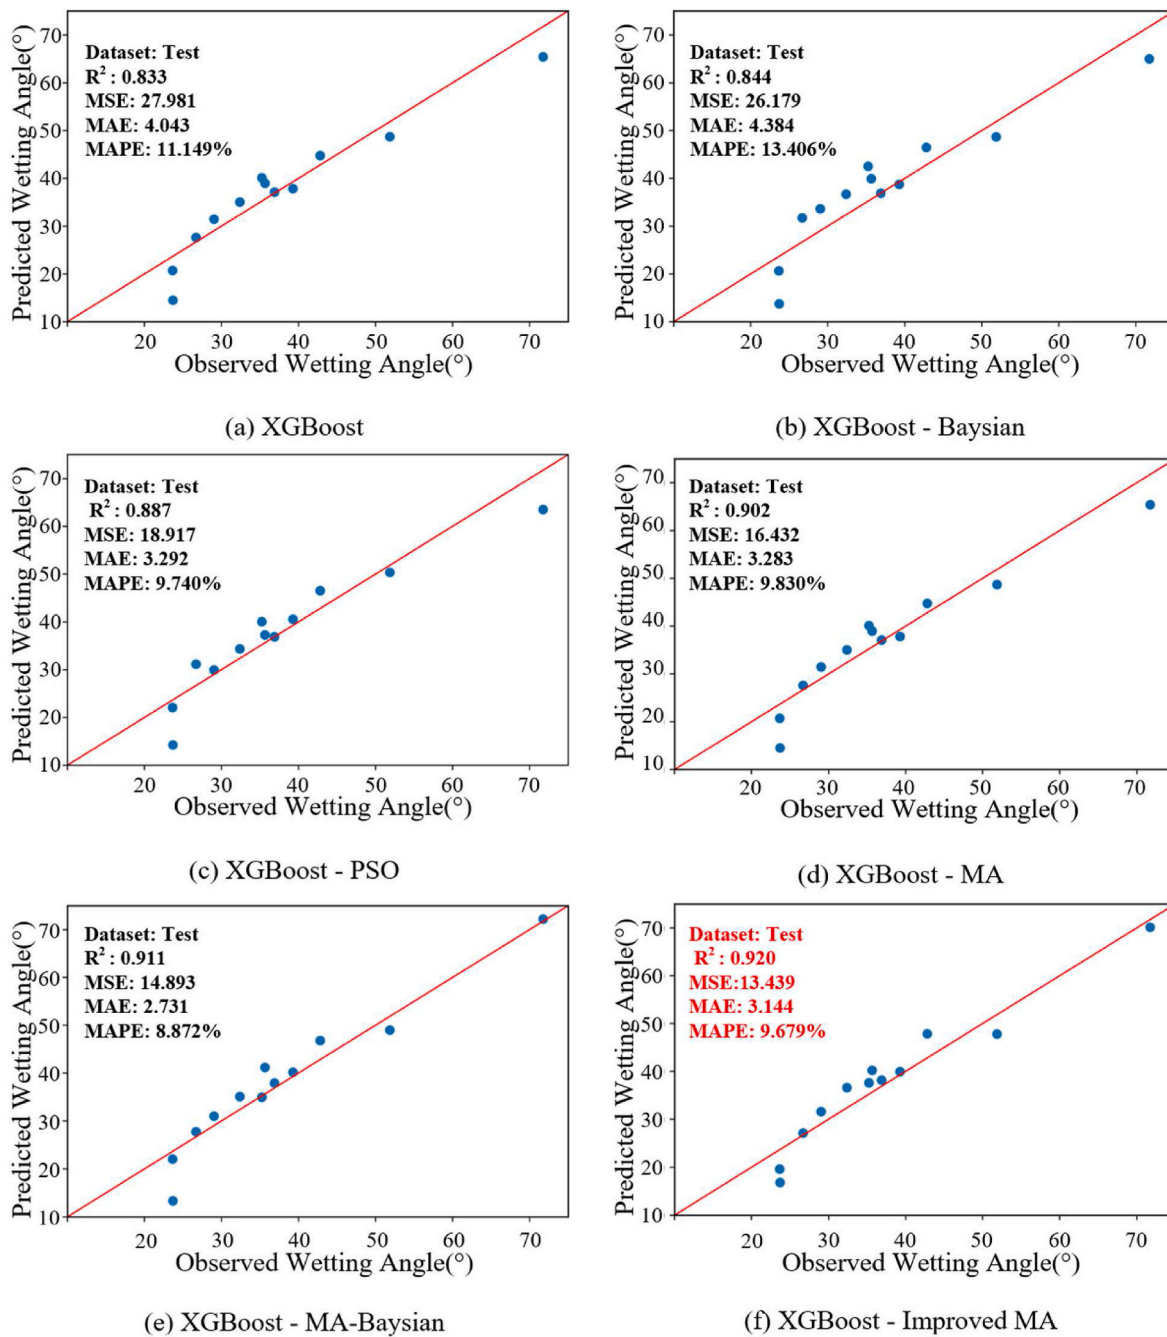 Predicted Wetting Angle(°)
70
60
50
40
30
20
10
Dataset: Test
R² : 0.833
MSE: 27.981
MAE: 4.043
MAPE: 11.149%
20 30 40 50 60 70
Observed Wetting Angle(°)
(a) XGBoost
Predicted Wetting Angle(°)
70
60
50
40
30
20
10
Dataset: Test
R² : 0.844
MSE: 26.179
MAE: 4.384
MAPE: 13.406%
20 30 40 50 60 70
Observed Wetting Angle(°)
(b) XGBoost - Baysian
Predicted Wetting Angle(°)
70
60
50
40
30
20
10
Dataset: Test
R² : 0.887
MSE: 18.917
MAE: 3.292
MAPE: 9.740%
20 30 40 50 60 70
Observed Wetting Angle(°)
(c) XGBoost - PSO
Predicted Wetting Angle(°)
70
60
50
40
30
20
10
Dataset: Test
R² : 0.902
MSE: 16.432
MAE: 3.283
MAPE: 9.830%
20 30 40 50 60 70
Observed Wetting Angle(°)
(d) XGBoost - MA
Predicted Wetting Angle(°)
70
60
50
40
30
20
10
Dataset: Test
R² : 0.911
MSE: 14.893
MAE: 2.731
MAPE: 8.872%
20 30 40 50 60 70
Observed Wetting Angle(°)
(e) XGBoost - MA-Baysian
Predicted Wetting Angle(°)
70
60
50
40
30
20
10
Dataset: Test
R² : 0.920
MSE:13.439
MAE: 3.144
MAPE: 9.679%
20 30 40 50 60 70
Observed Wetting Angle(°)
(f) XGBoost - Improved MA